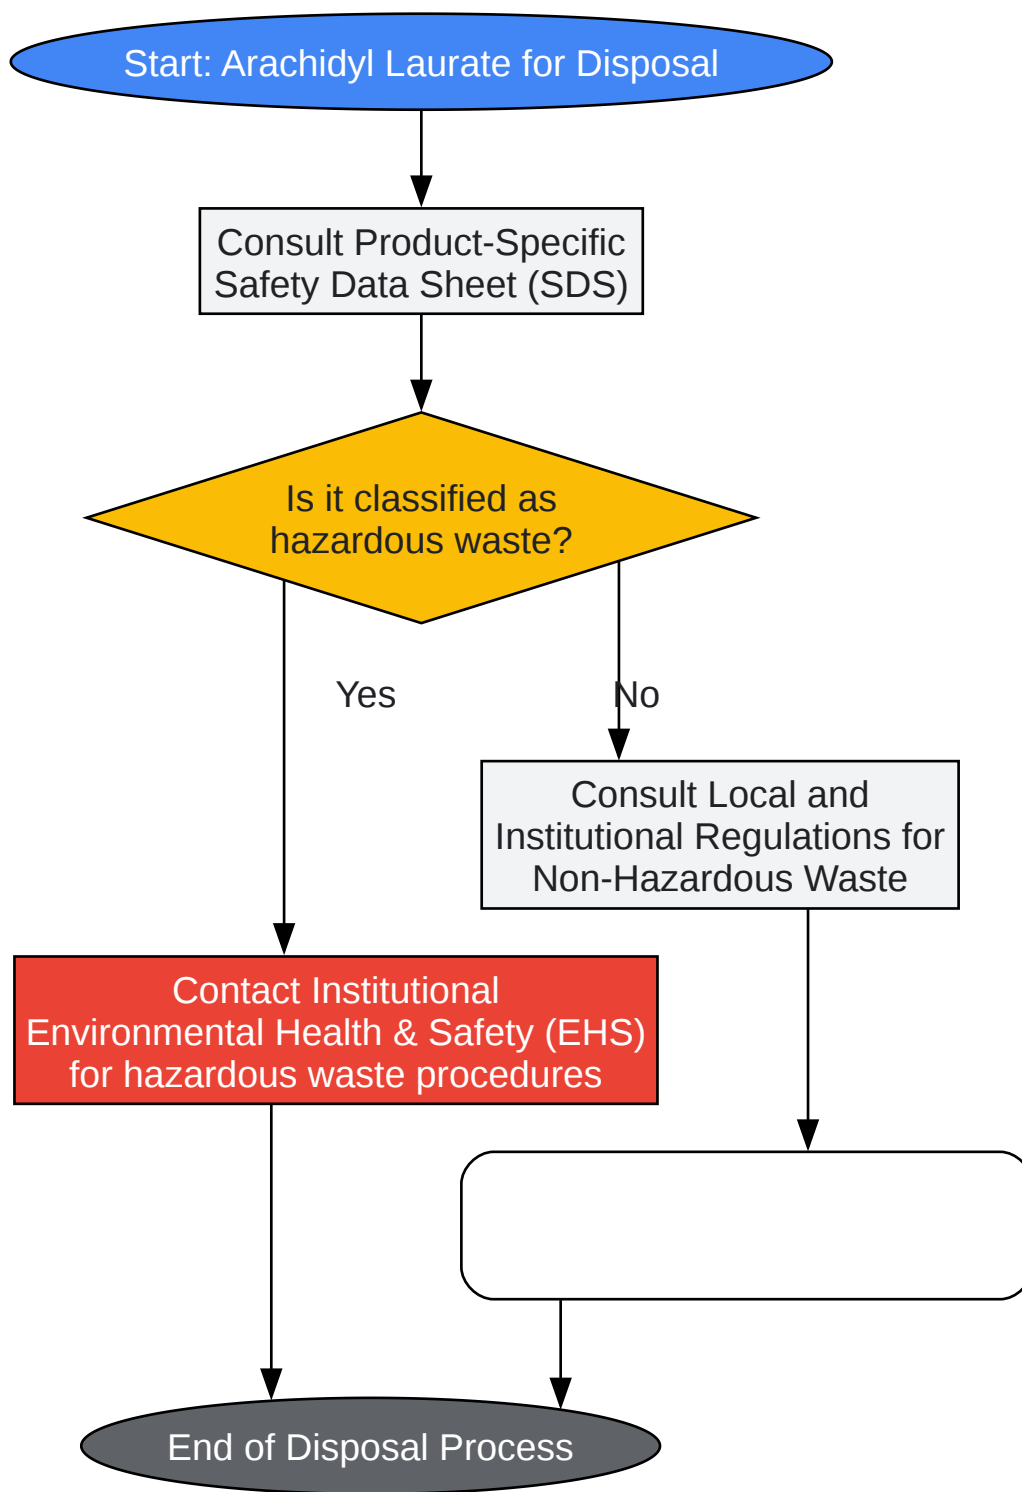 Start: Arachidyl Laurate for Disposal
Consult Product-Specific
Safety Data Sheet (SDS)
Is it classified as
hazardous waste?
Yes
No
Consult Local and
Institutional Regulations for
Non-Hazardous Waste
Contact Institutional
Environmental Health & Safety (EHS)
for hazardous waste procedures
End of Disposal Process